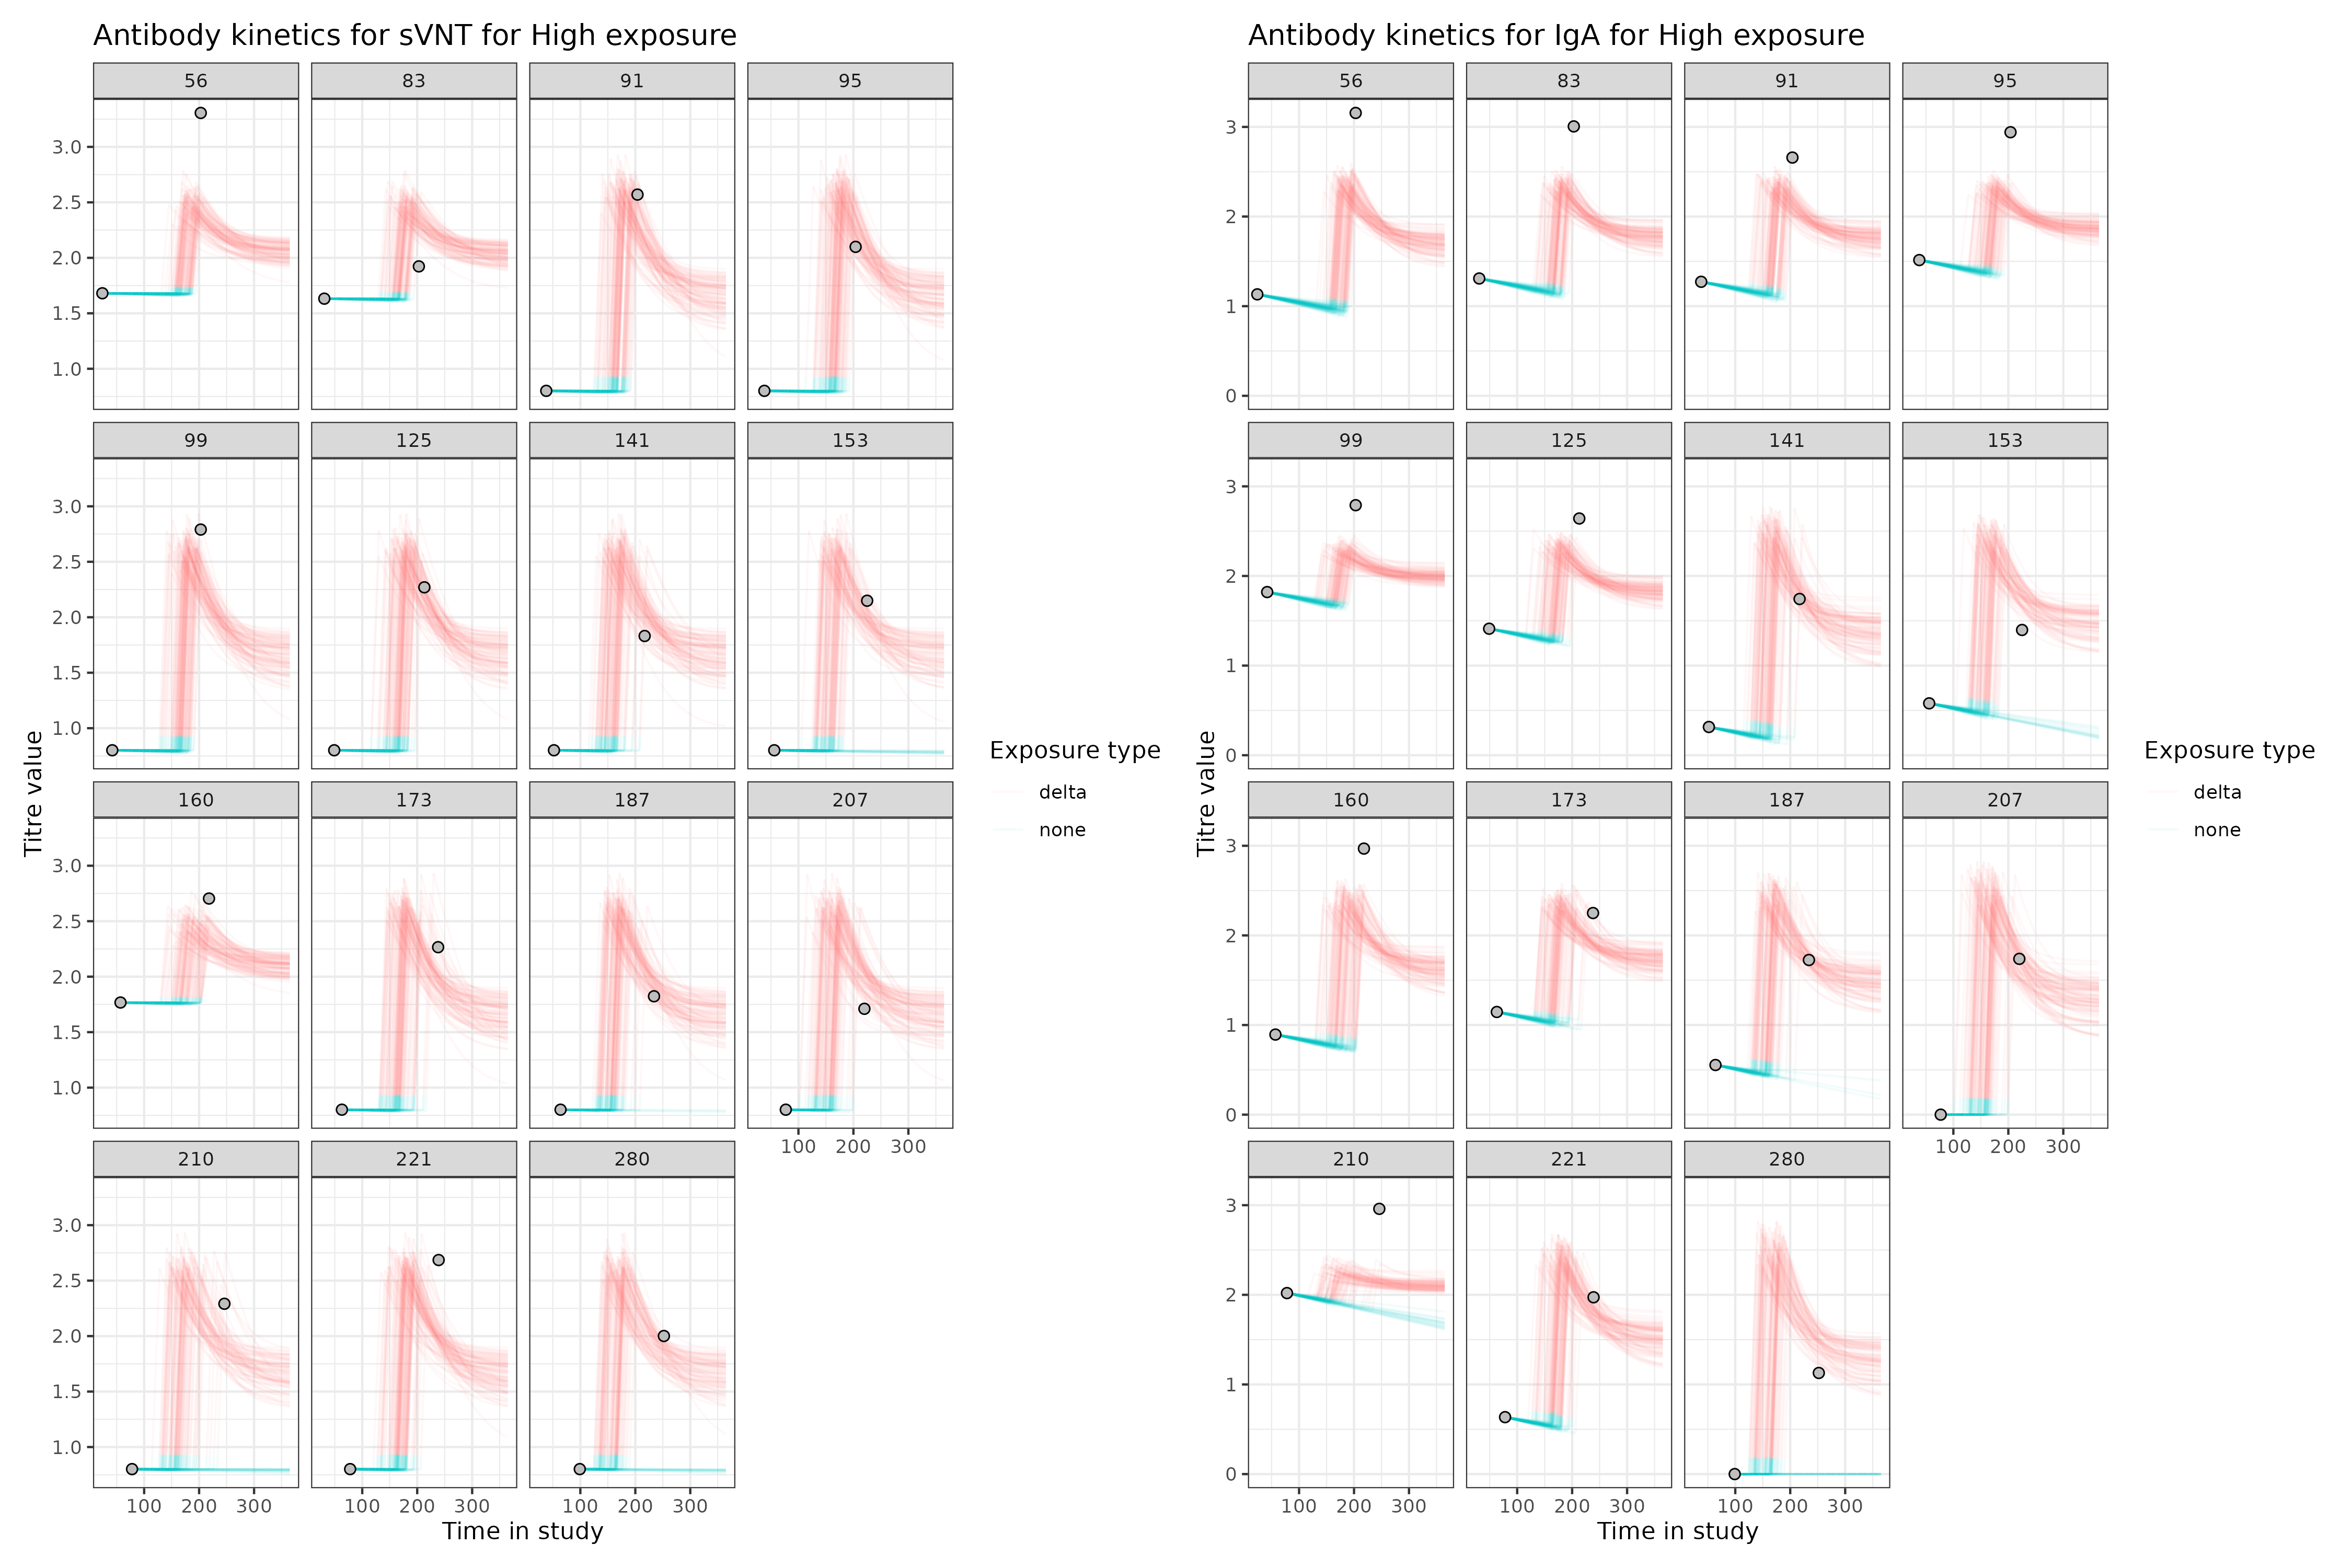 Antibody kinetics for sVNT for High exposure
56 83 91 95
3.0
2.5
2.0
1.5
1.0
99 125 141 153
3.0
2.5
2.0
1.5
1.0
160 173 187 207
3.0
2.5
2.0
1.5
1.0
100 200 300
210 221 280
3.0
2.5
2.0
1.5
1.0
100 200 300 100 200 300 100 200 300
Titre value
Time in study
Exposure type
delta
none
Antibody kinetics for IgA for High exposure
56 83 91 95
3
2
1
0
99 125 141 153
3
2
1
0
160 173 187 207
3
2
1
0
100 200 300
210 221 280
3
2
1
0
100 200 300 100 200 300 100 200 300
Titre value
Time in study
Exposure type
delta
none